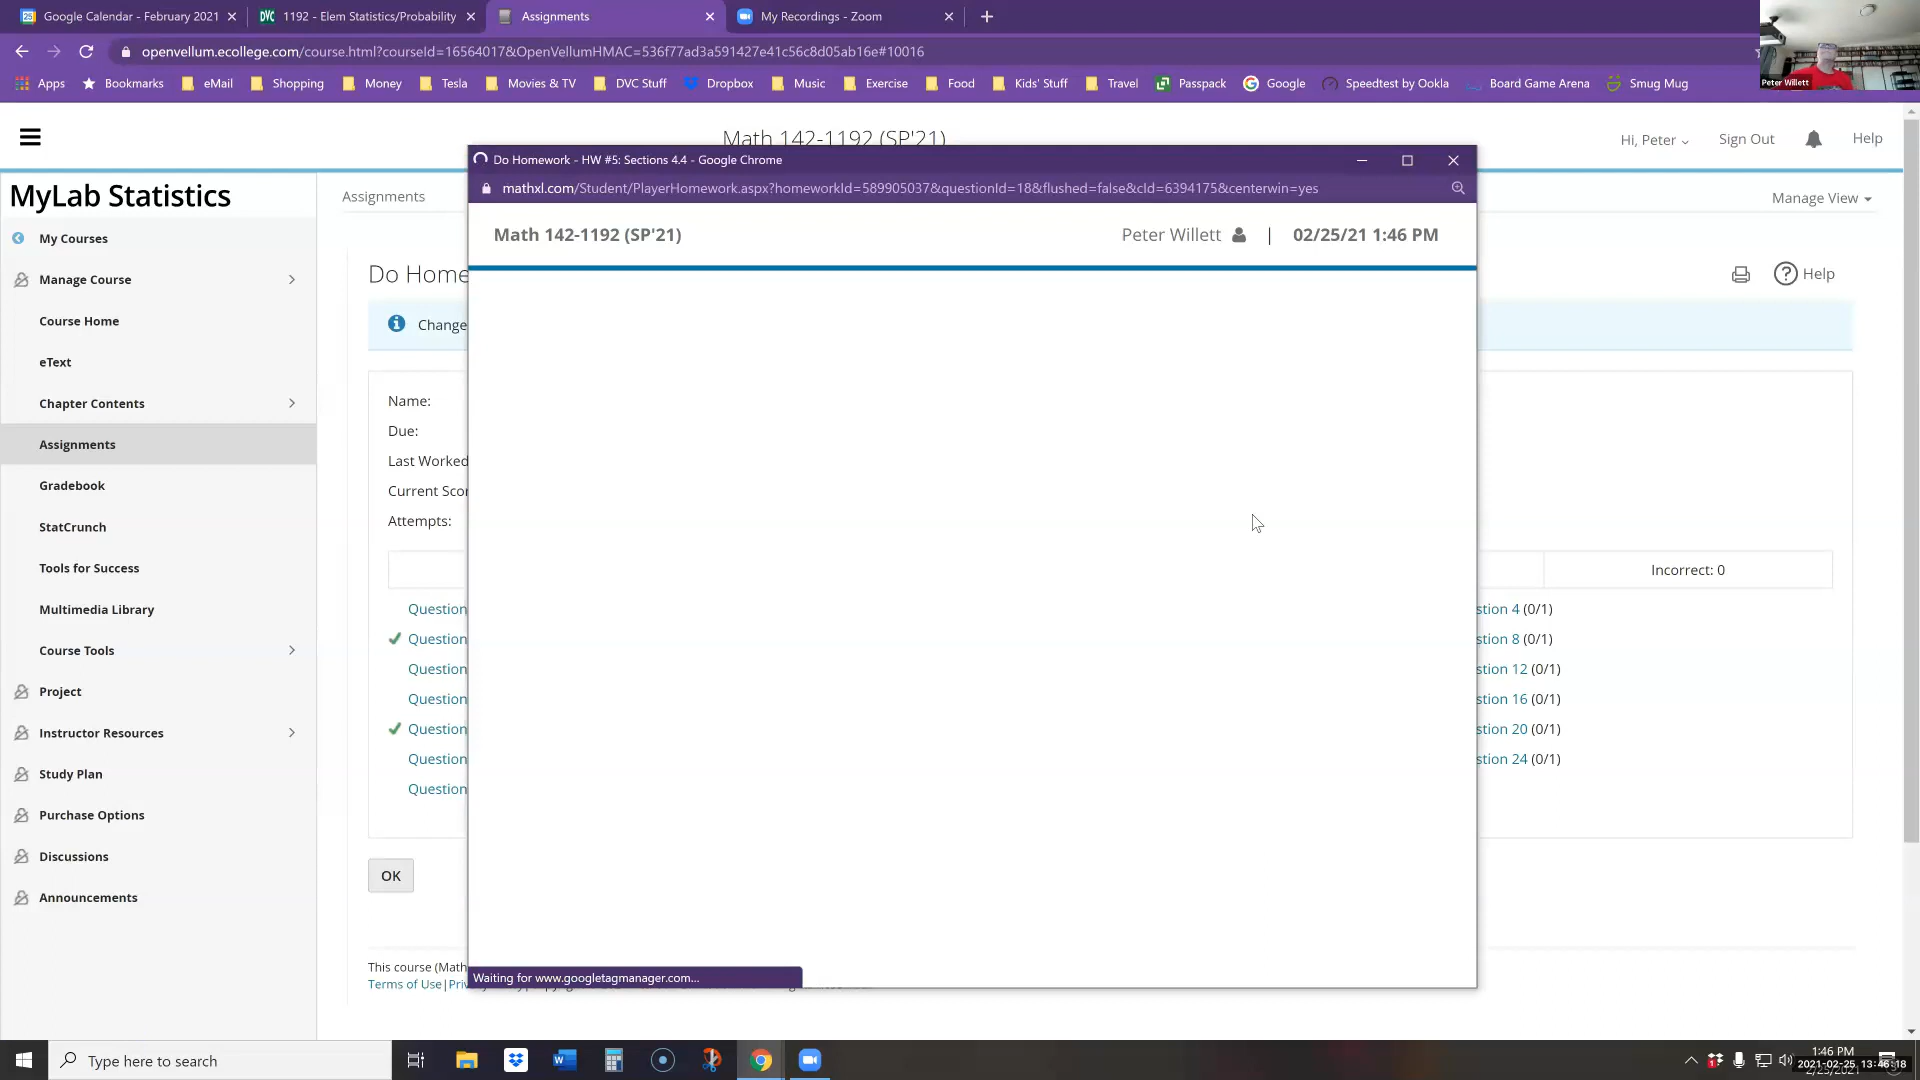 Google Calendar - February 2021
1192 - Elem Statistics/Probability
Assignments
My Recordings - Zoom
openvellum.ecollege.com/course.html?courseId=16564017&OpenVellumHMAC=536f77ad3a591427e41c56c8d05ab16e#10016
Apps
Bookmarks
eMail
Shopping
Money
Tesla
Movies & TV
DVC Stuff
Dropbox
Music
Exercise
Food
Kids' Stuff
Travel
Passpack
Google
Speedtest by Ookla
Board Game Arena
Smug Mug
Peter Willett
Math 142-1192 (SP'21)
Hi, Peter
Sign Out
Help
MyLab Statistics
My Courses
Manage Course
Course Home
eText
Chapter Contents
Assignments
Gradebook
StatCrunch
Tools for Success
Multimedia Library
Course Tools
Project
Instructor Resources
Study Plan
Purchase Options
Discussions
Announcements
Assignments
Manage View
Do Home
Help
Change
Name:
Due:
Last Worked
Current Scor
Attempts:
Incorrect: 0
Question
stion 4 (0/1)
Question
stion 8 (0/1)
Question
stion 12 (0/1)
Question
stion 16 (0/1)
Question
stion 20 (0/1)
Question
stion 24 (0/1)
Question
OK
This course (Math
Terms of Use|Priv
Do Homework - HW #5: Sections 4.4 - Google Chrome
mathxl.com/Student/PlayerHomework.aspx?homeworkId=589905037&questionId=18&flushed=false&cId=6394175&centerwin=yes
Math 142-1192 (SP'21)
Peter Willett | 02/25/21 1:46 PM
Waiting for www.googletagmanager.com...
Type here to search
1:46 PM
2021-02-25 13:46:18